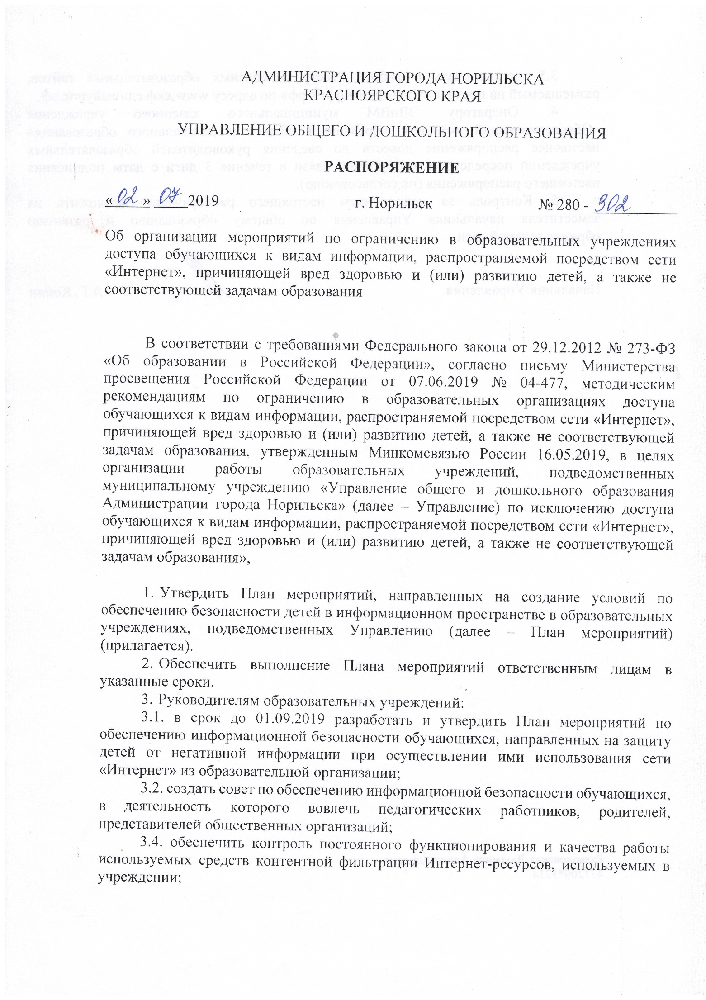 АДМИНИСТРАЦИЯ ГОРОДА НОРИЛЬСКА
КРАСНОЯРСКОГО КРАЯ
УПРАВЛЕНИЕ ОБЩЕГО И ДОШКОЛЬНОГО ОБРАЗОВАНИЯ
РАСПОРЯЖЕНИЕ
« 02 » 07 2019 г. Норильск № 280 - 302
Об организации мероприятий по ограничению в образовательных учреждениях
доступа обучающихся к видам информации, распространяемой посредством сети
«Интернет», причиняющей вред здоровью и (или) развитию детей, а также не
соответствующей задачам образования
В соответствии с требованиями Федерального закона от 29.12.2012 № 273-ФЗ
«Об образовании в Российской Федерации», согласно письму Министерства
просвещения Российской Федерации от 07.06.2019 № 04-477, методическим
рекомендациям по ограничению в образовательных организациях доступа
обучающихся к видам информации, распространяемой посредством сети «Интернет»,
причиняющей вред здоровью и (или) развитию детей, а также не соответствующей
задачам образования, утвержденным Минкомсвязью России 16.05.2019, в целях
организации работы образовательных учреждений, подведомственных
муниципальному учреждению «Управление общего и дошкольного образования
Администрации города Норильска» (далее – Управление) по исключению доступа
обучающихся к видам информации, распространяемой посредством сети «Интернет»,
причиняющей вред здоровью и (или) развитию детей, а также не соответствующей
задачам образования»,
1. Утвердить План мероприятий, направленных на создание условий по
обеспечению безопасности детей в информационном пространстве в образовательных
учреждениях, подведомственных Управлению (далее – План мероприятий)
(прилагается).
2. Обеспечить выполнение Плана мероприятий ответственным лицам в
указанные сроки.
3. Руководителям образовательных учреждений:
3.1. в срок до 01.09.2019 разработать и утвердить План мероприятий по
обеспечению информационной безопасности обучающихся, направленных на защиту
детей от негативной информации при осуществлении ими использования сети
«Интернет» из образовательной организации;
3.2. создать совет по обеспечению информационной безопасности обучающихся,
в деятельность которого вовлечь педагогических работников, родителей,
представителей общественных организаций;
3.4. обеспечить контроль постоянного функционирования и качества работы
используемых средств контентной фильтрации Интернет-ресурсов, используемых в
учреждении;